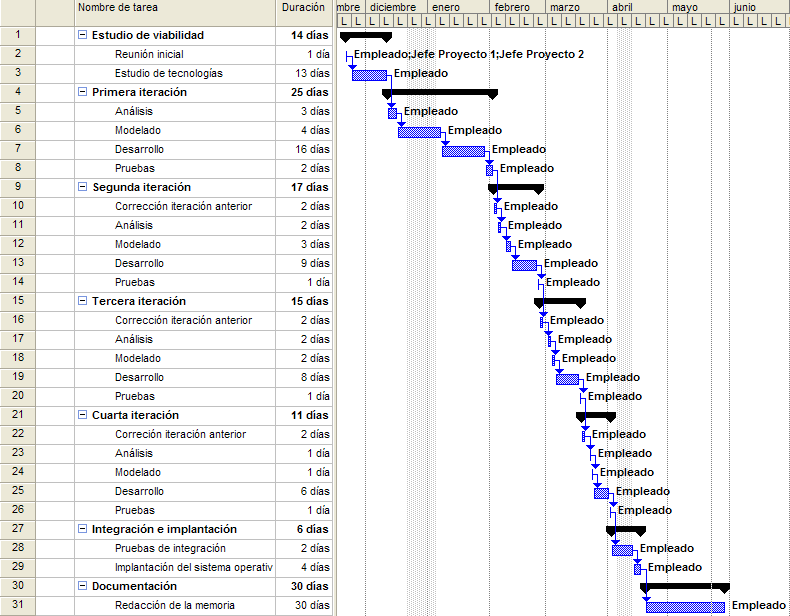 Nombre de tarea Duración mbre diciembre enero febrero marzo abril mayo junio
L L L L L L L L L L L L L L L L L L L L L L L L L L L L L L L L
1 Estudio de viabilidad 14 días
2 Reunión inicial 1 día Empleado;Jefe Proyecto 1;Jefe Proyecto 2
3 Estudio de tecnologías 13 días Empleado
4 Primera iteración 25 días
5 Análisis 3 días Empleado
6 Modelado 4 días Empleado
7 Desarrollo 16 días Empleado
8 Pruebas 2 días Empleado
9 Segunda iteración 17 días
10 Corrección iteración anterior 2 días Empleado
11 Análisis 2 días Empleado
12 Modelado 3 días Empleado
13 Desarrollo 9 días Empleado
14 Pruebas 1 día Empleado
15 Tercera iteración 15 días
16 Corrección iteración anterior 2 días Empleado
17 Análisis 2 días Empleado
18 Modelado 2 días Empleado
19 Desarrollo 8 días Empleado
20 Pruebas 1 día Empleado
21 Cuarta iteración 11 días
22 Correción iteración anterior 2 días Empleado
23 Análisis 1 día Empleado
24 Modelado 1 día Empleado
25 Desarrollo 6 días Empleado
26 Pruebas 1 día Empleado
27 Integración e implantación 6 días
28 Pruebas de integración 2 días Empleado
29 Implantación del sistema operativ 4 días Empleado
30 Documentación 30 días
31 Redacción de la memoria 30 días Empleado